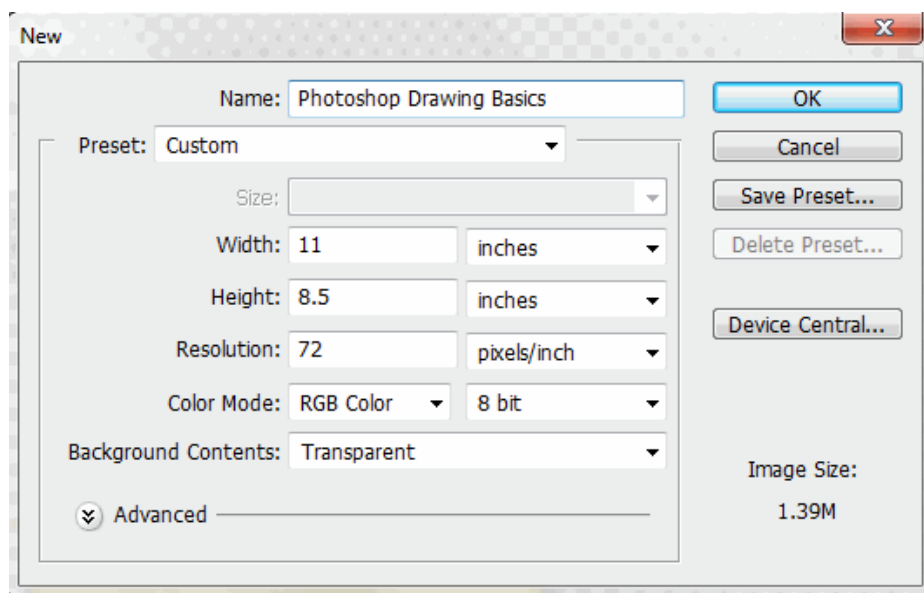 New
Name: Photoshop Drawing Basics
OK
Preset: Custom
Cancel
Size:
Save Preset...
Width: 11 inches
Delete Preset...
Height: 8.5 inches
Device Central...
Resolution: 72 pixels/inch
Color Mode: RGB Color 8 bit
Background Contents: Transparent
Image Size:
Advanced
1.39M